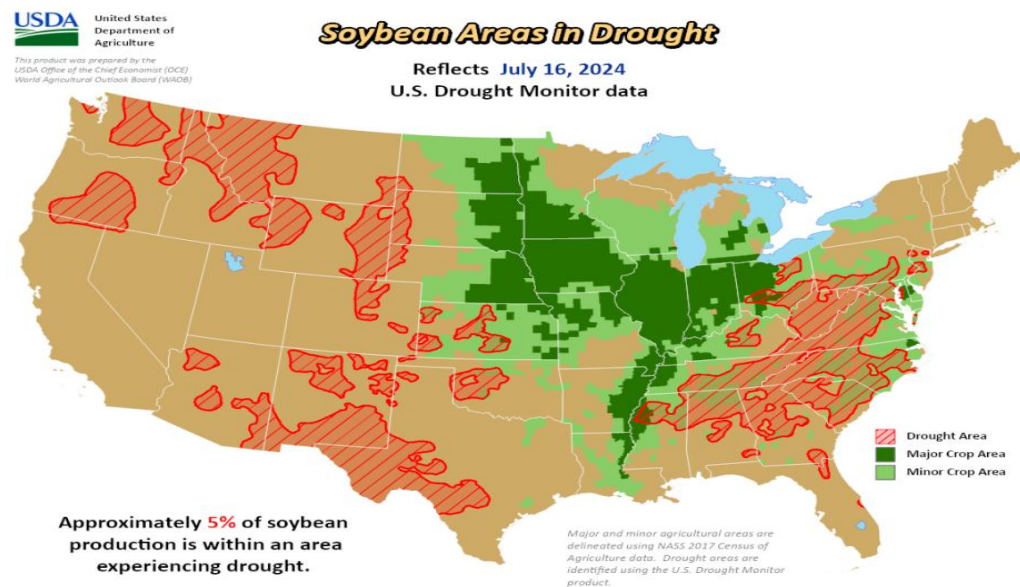 USDA
United States
Department of
Agriculture
This product was prepared by the
USDA Office of the Chief Economist (OCE)
World Agricultural Outlook Board (WAOB)
Soybean Areas in Drought
Reflects July 16, 2024
U.S. Drought Monitor data
Drought Area
Major Crop Area
Minor Crop Area
Approximately 5% of soybean
production is within an area
experiencing drought.
Major and minor agricultural areas are
delineated using NASS 2017 Census of
Agriculture data. Drought areas are
identified using the U.S. Drought Monitor
product.